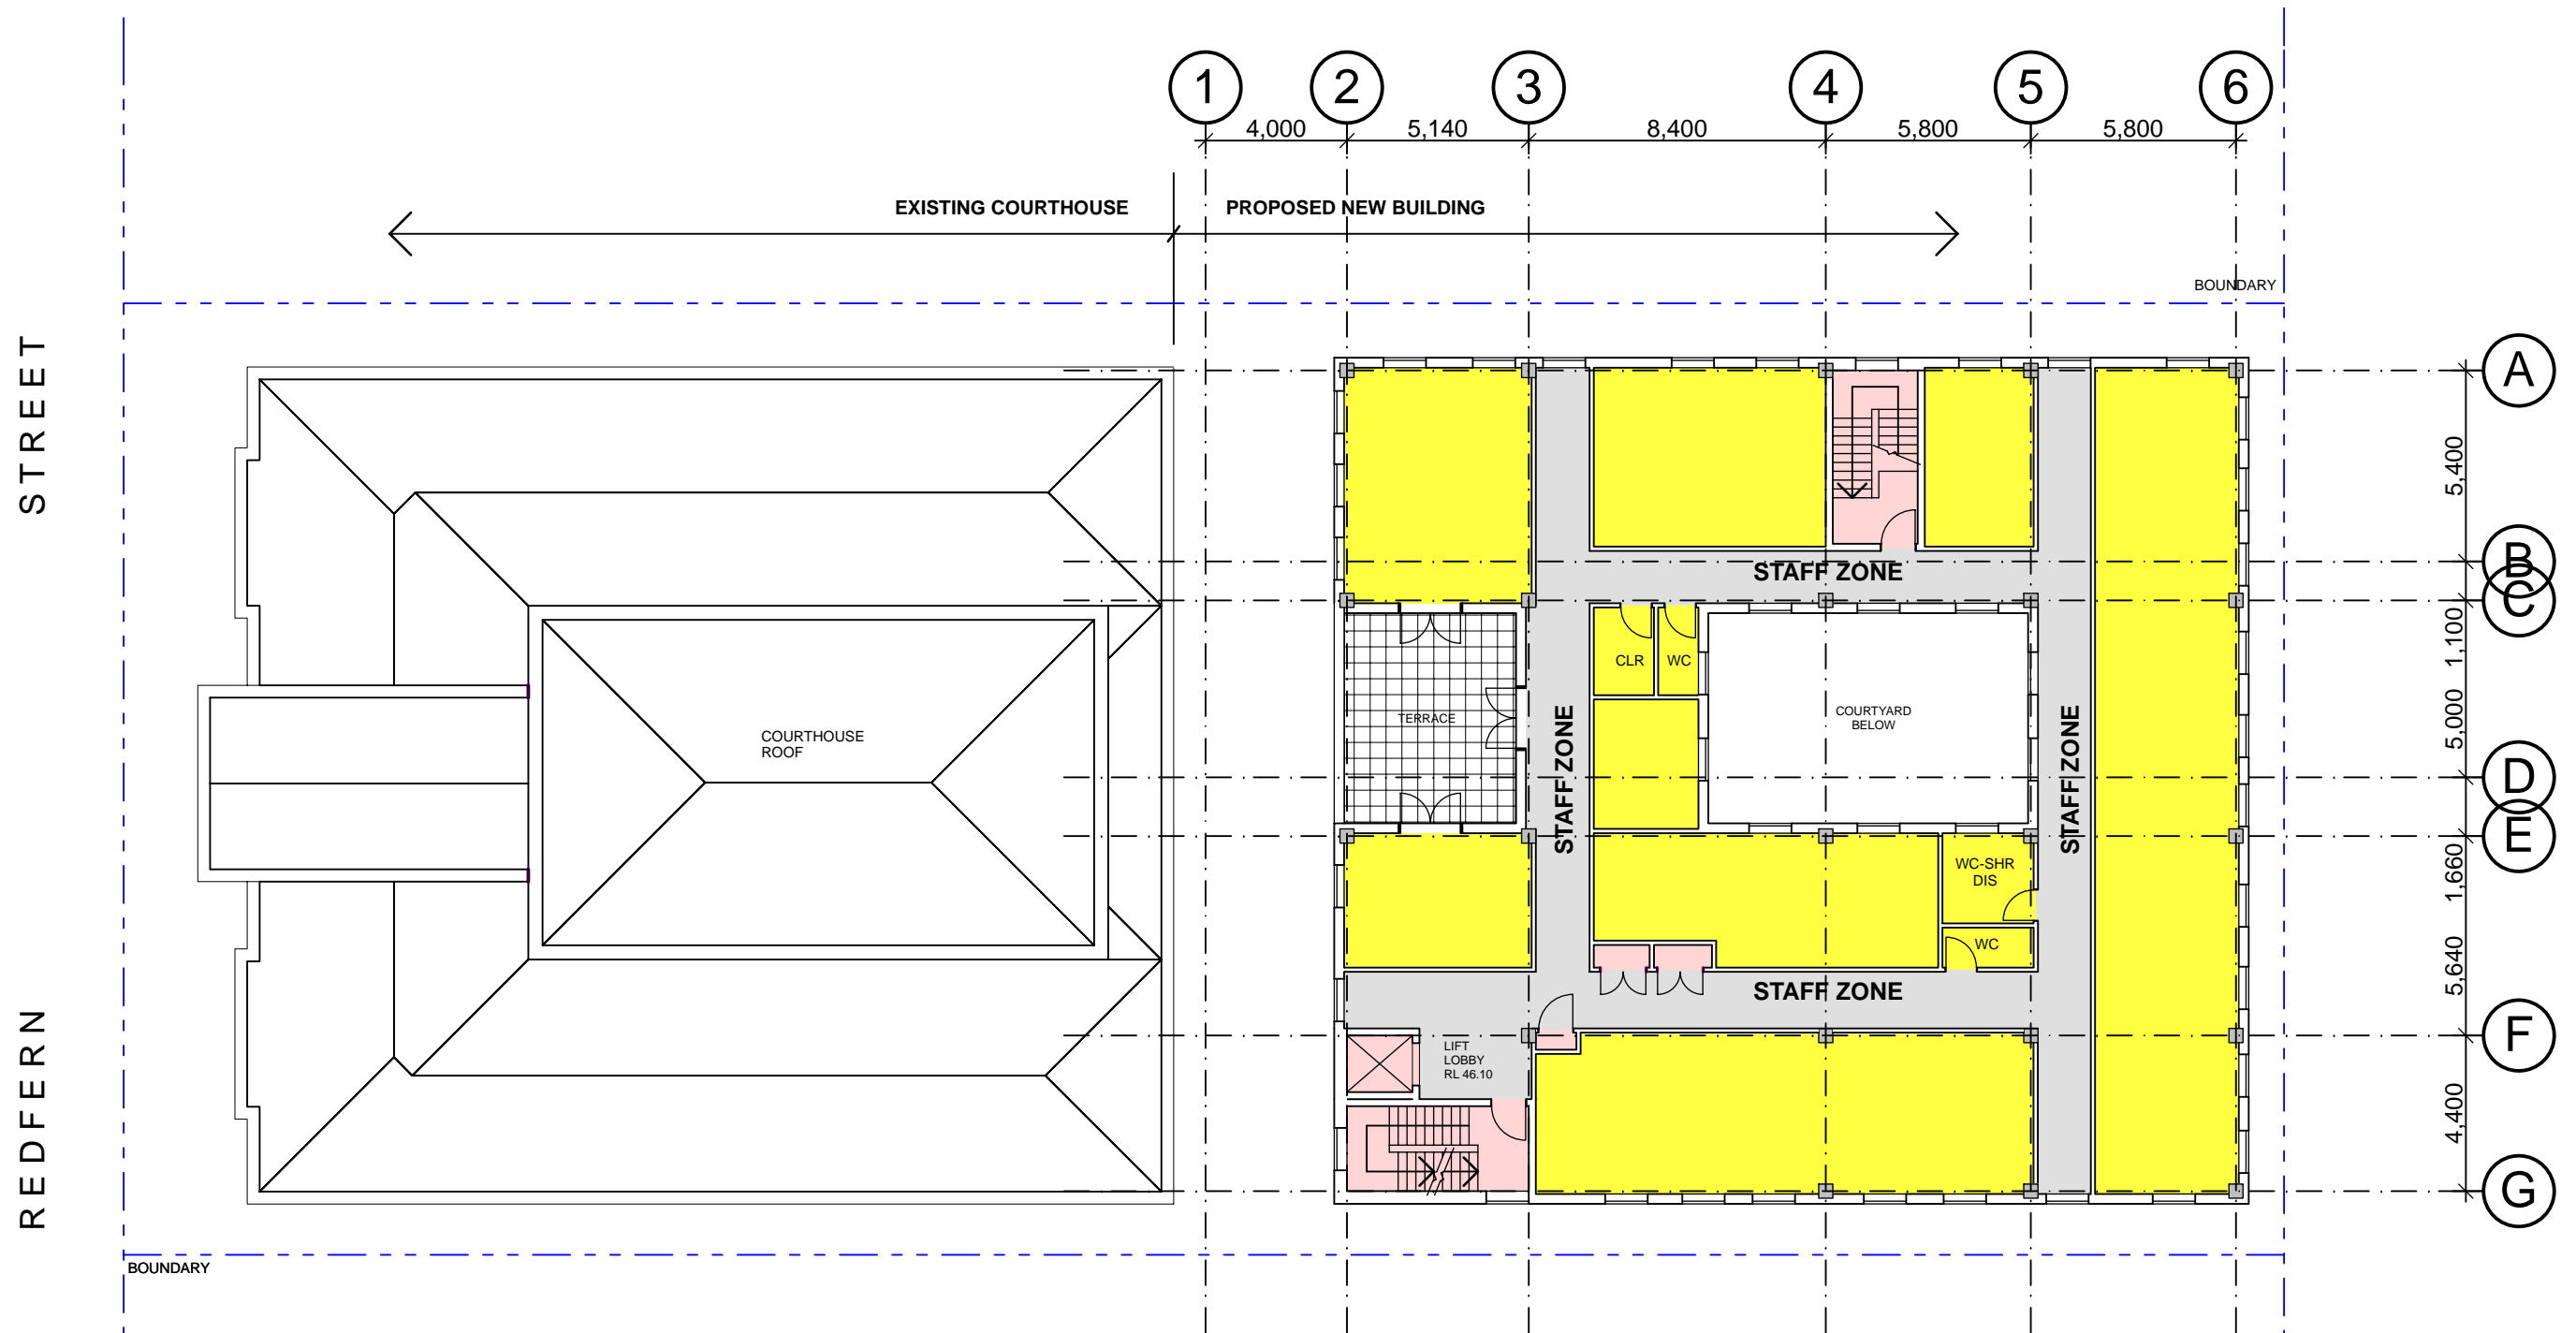 1
2
3
4
5
6
4,000
5,140
8,400
5,800
5,800
EXISTING COURTHOUSE
PROPOSED NEW BUILDING
BOUNDARY
REDFERN STREET
A
B
C
D
E
F
G
5,400
1,100
5,000
1,660
5,640
4,400
STAFF ZONE
CLR
WC
TERRACE
STAFF ZONE
COURTYARD
BELOW
STAFF ZONE
COURTHOUSE
ROOF
WC-SHR
DIS
WC
STAFF ZONE
LIFT
LOBBY
RL 46.10
BOUNDARY